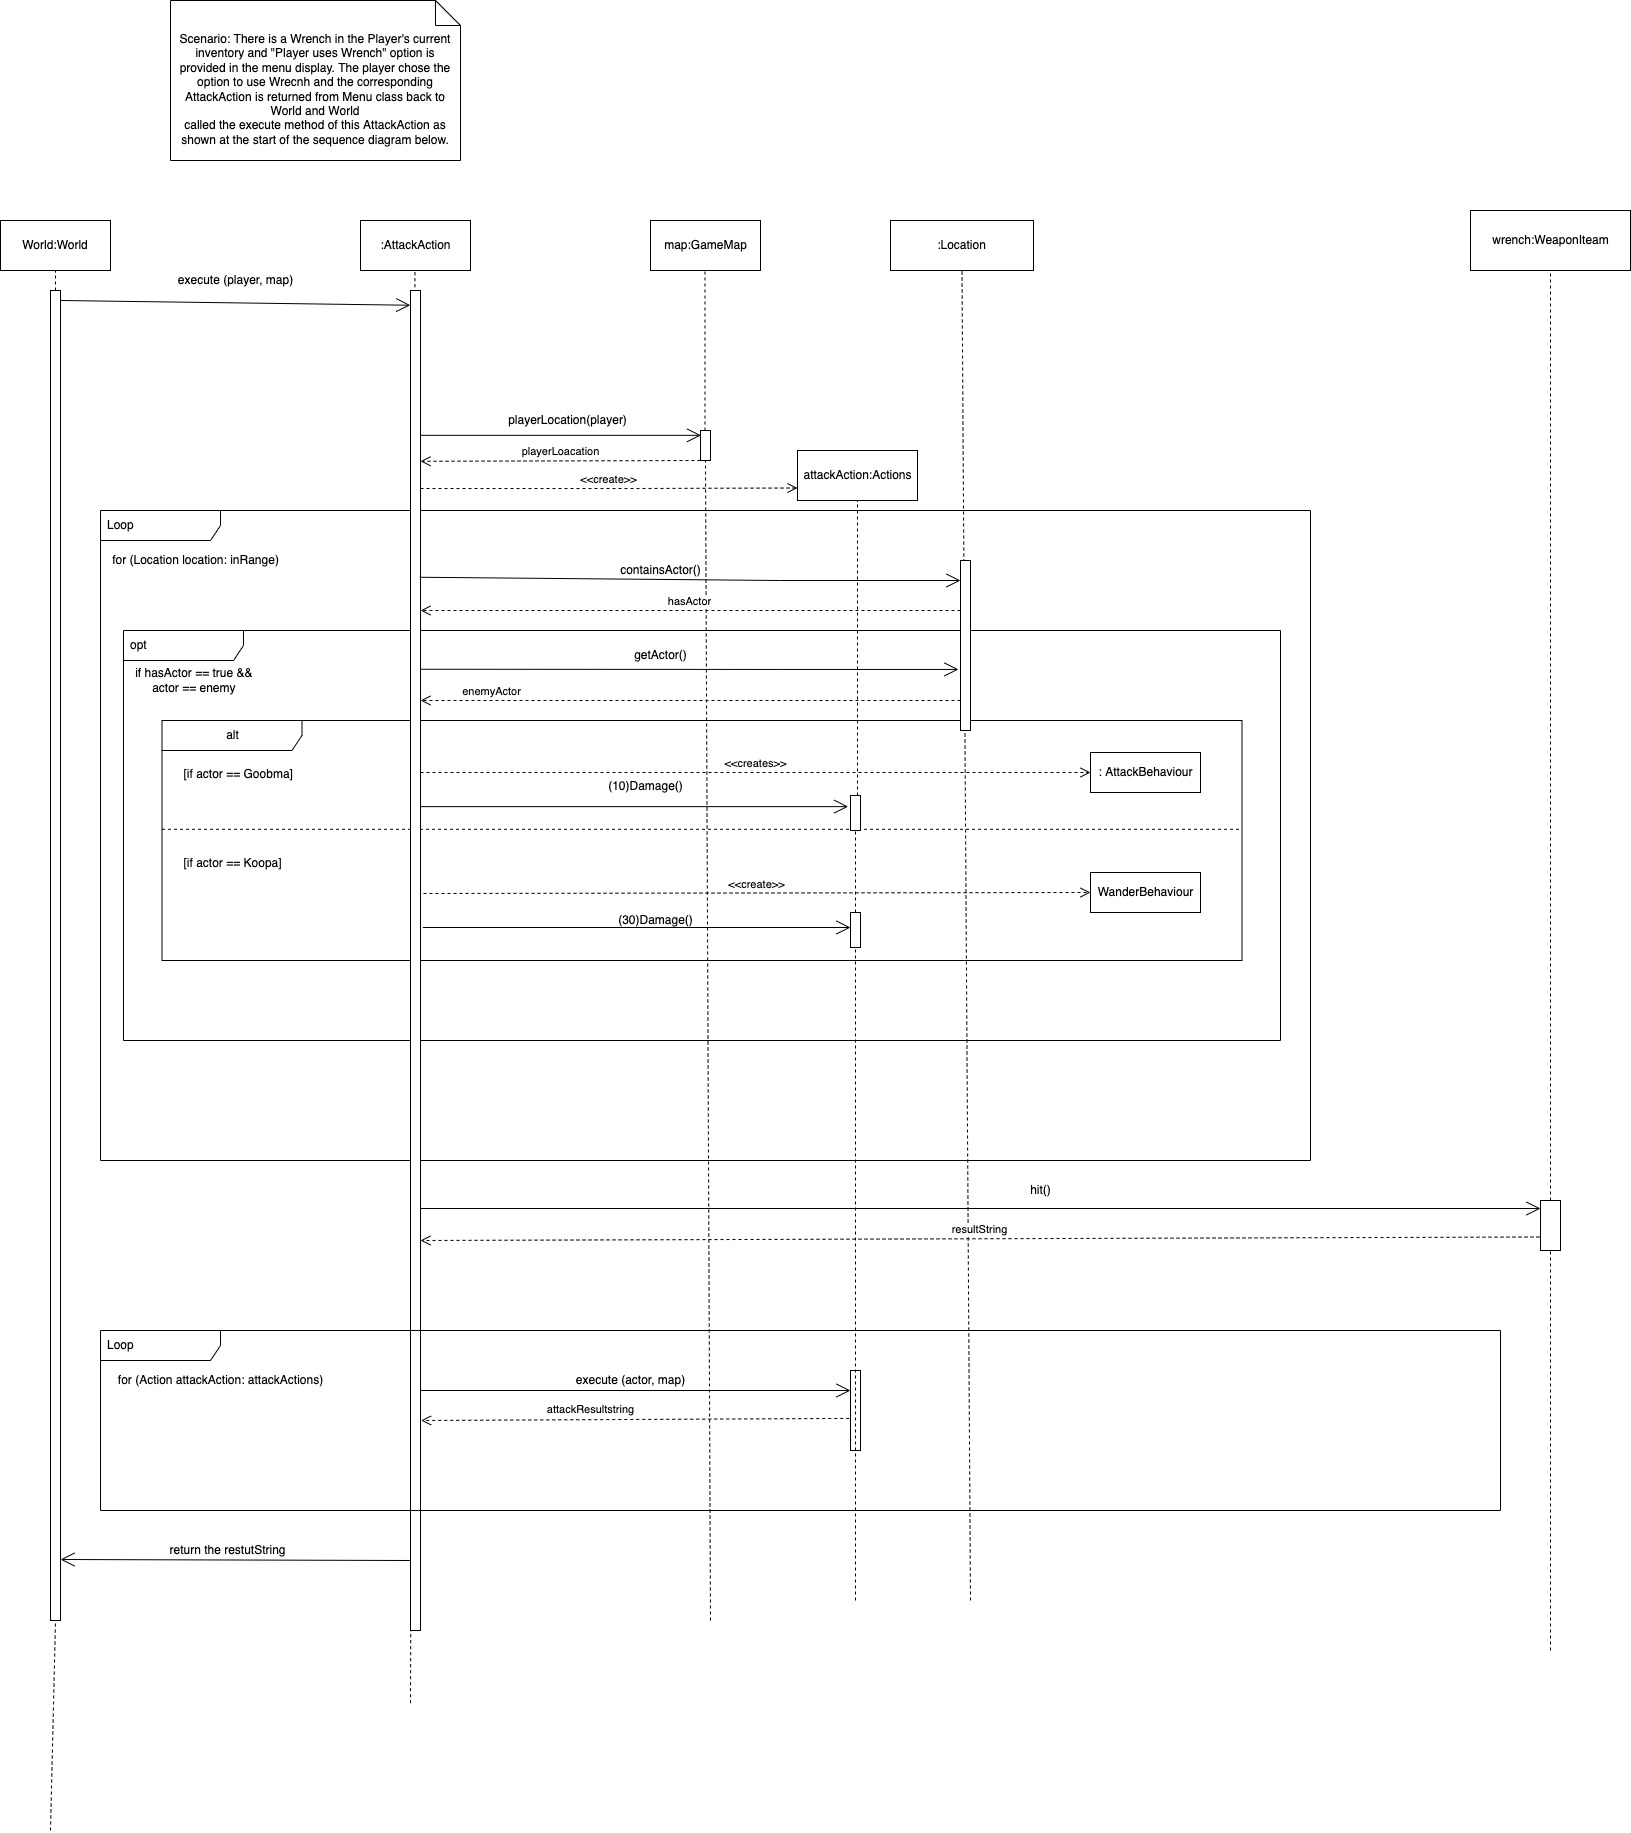 Scenario: There is a Wrench in the Player's current
inventory and "Player uses Wrench" option is
provided in the menu display. The player chose the
option to use Wrecnh and the corresponding
AttackAction is returned from Menu class back to
World and World
called the execute method of this AttackAction as
shown at the start of the sequence diagram below.
World:World
:AttackAction
map:GameMap
:Location
wrench:WeaponIteam
execute (player, map)
playerLocation(player)
playerLoacation
<<create>>
attackAction:Actions
Loop
for (Location location: inRange)
containsActor()
hasActor
opt
if hasActor == true &&
actor == enemy
getActor()
enemyActor
alt
[if actor == Goobma]
<<creates>>
: AttackBehaviour
(10)Damage()
[if actor == Koopa]
<<create>>
WanderBehaviour
(30)Damage()
hit()
resultString
Loop
for (Action attackAction: attackActions)
execute (actor, map)
attackResultstring
return the restutString